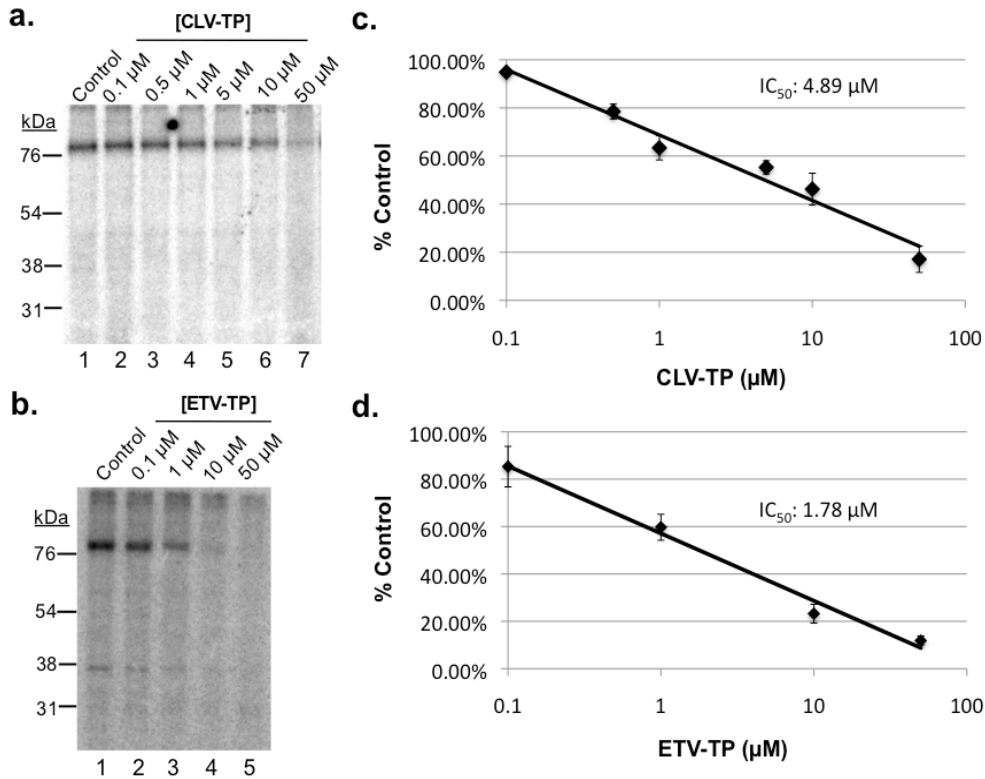 a.
[CLV-TP]
Control 0.1 µM 0.5 µM 1 µM 5 µM 10 µM 50 µM
kDa
76
54
38
31
1 2 3 4 5 6 7
b.
[ETV-TP]
Control 0.1 µM 1 µM 10 µM 50 µM
kDa
76
54
38
31
1 2 3 4 5
c.
% Control
100.00%
80.00%
60.00%
40.00%
20.00%
0.00%
IC50: 4.89 µM
0.1 1 10 100
CLV-TP (µM)
d.
% Control
100.00%
80.00%
60.00%
40.00%
20.00%
0.00%
IC50: 1.78 µM
0.1 1 10 100
ETV-TP (µM)